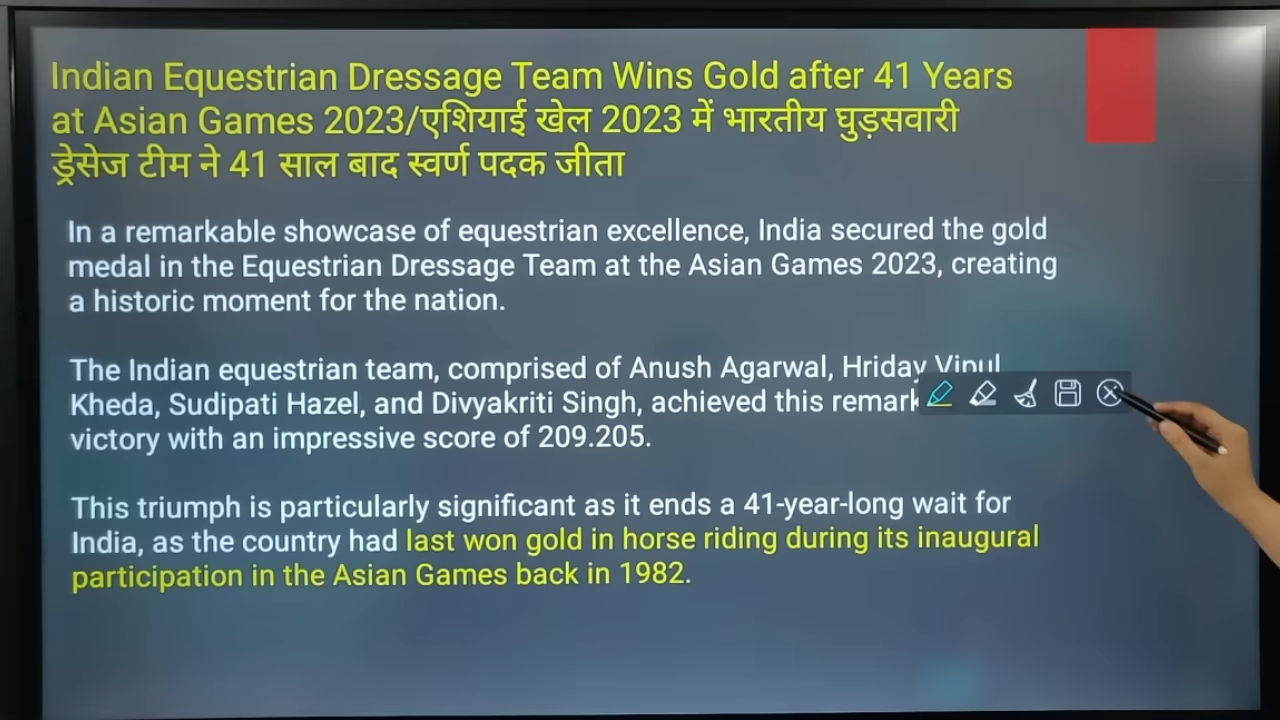 Indian Equestrian Dressage Team Wins Gold after 41 Years
at Asian Games 2023/एशियाई खेल 2023 में भारतीय घुड़सवारी
ड्रेसेज टीम ने 41 साल बाद स्वर्ण पदक जीता
In a remarkable showcase of equestrian excellence, India secured the gold
medal in the Equestrian Dressage Team at the Asian Games 2023, creating
a historic moment for the nation.
The Indian equestrian team, comprised of Anush Agarwal, Hriday Vipul
Kheda, Sudipati Hazel, and Divyakriti Singh, achieved this remark
victory with an impressive score of 209.205.
This triumph is particularly significant as it ends a 41-year-long wait for
India, as the country had last won gold in horse riding during its inaugural
participation in the Asian Games back in 1982.